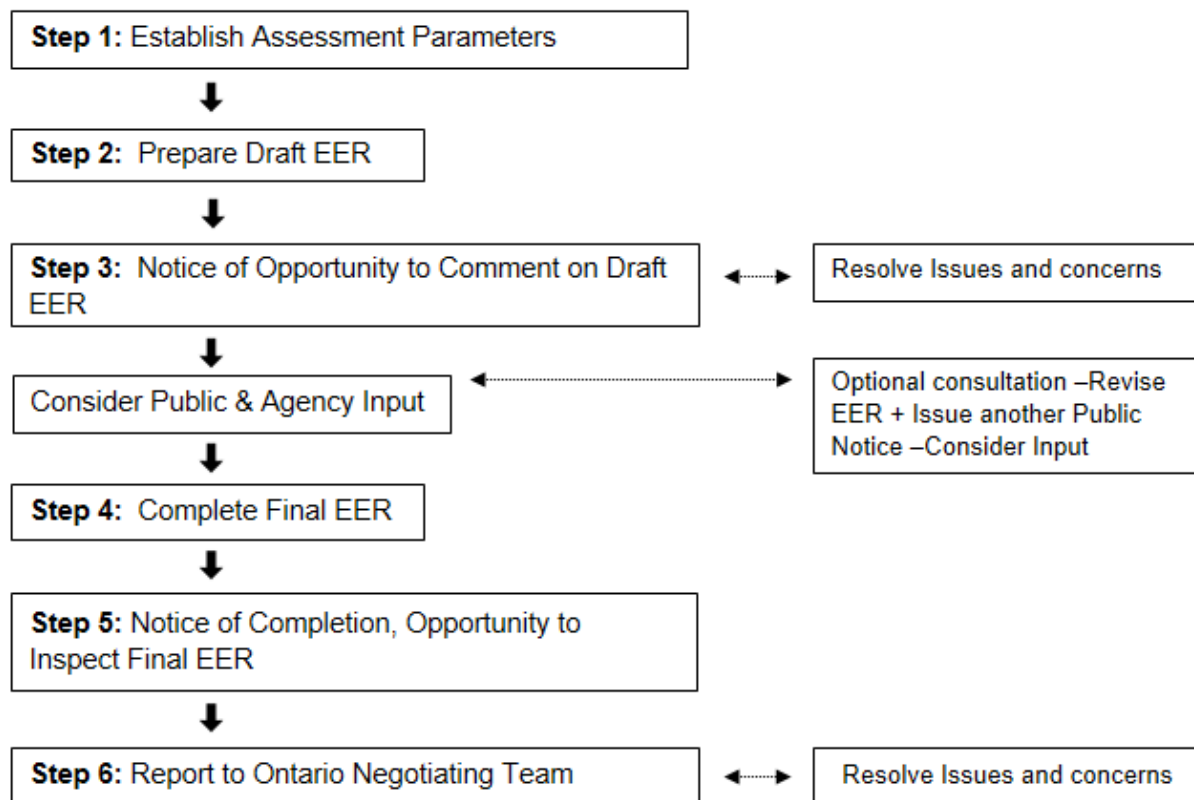 Step 1: Establish Assessment Parameters
Step 2: Prepare Draft EER
Step 3: Notice of Opportunity to Comment on Draft
EER
Resolve Issues and concerns
Consider Public & Agency Input
Optional consultation –Revise
EER + Issue another Public
Notice –Consider Input
Step 4: Complete Final EER
Step 5: Notice of Completion, Opportunity to
Inspect Final EER
Step 6: Report to Ontario Negotiating Team
Resolve Issues and concerns